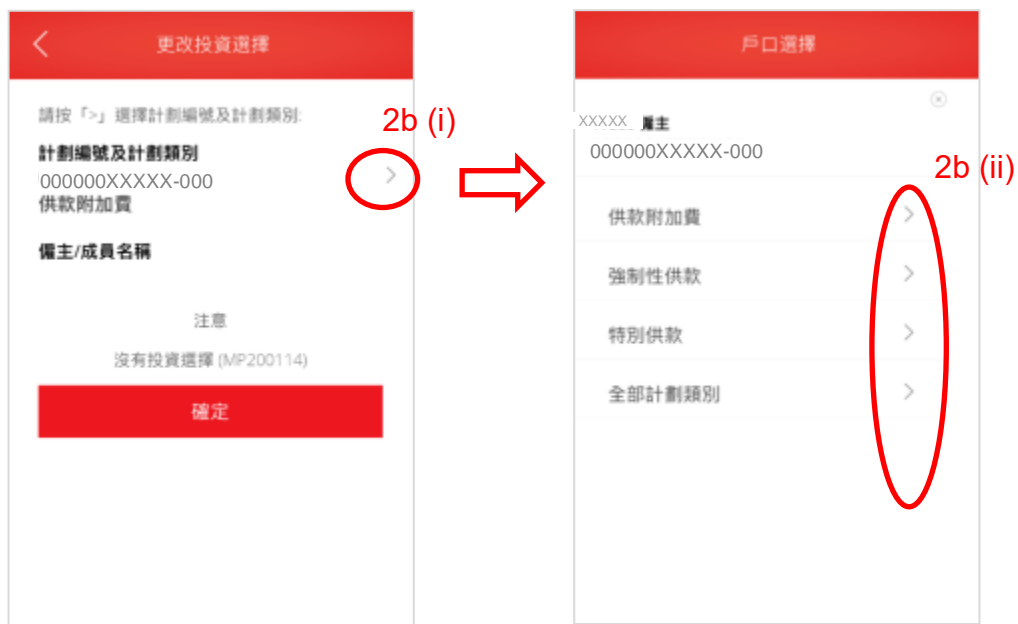 更改投資選擇
請按「>」選擇計劃編號及計劃類別:
2b (i)
計劃編號及計劃類別
000000XXXXX-000
供款附加費
僱主/成員名稱
注意
沒有投資選擇 (MP200114)
確定
戶口選擇
XXXXX 僱主
000000XXXXX-000
2b (ii)
供款附加費
強制性供款
特別供款
全部計劃類別